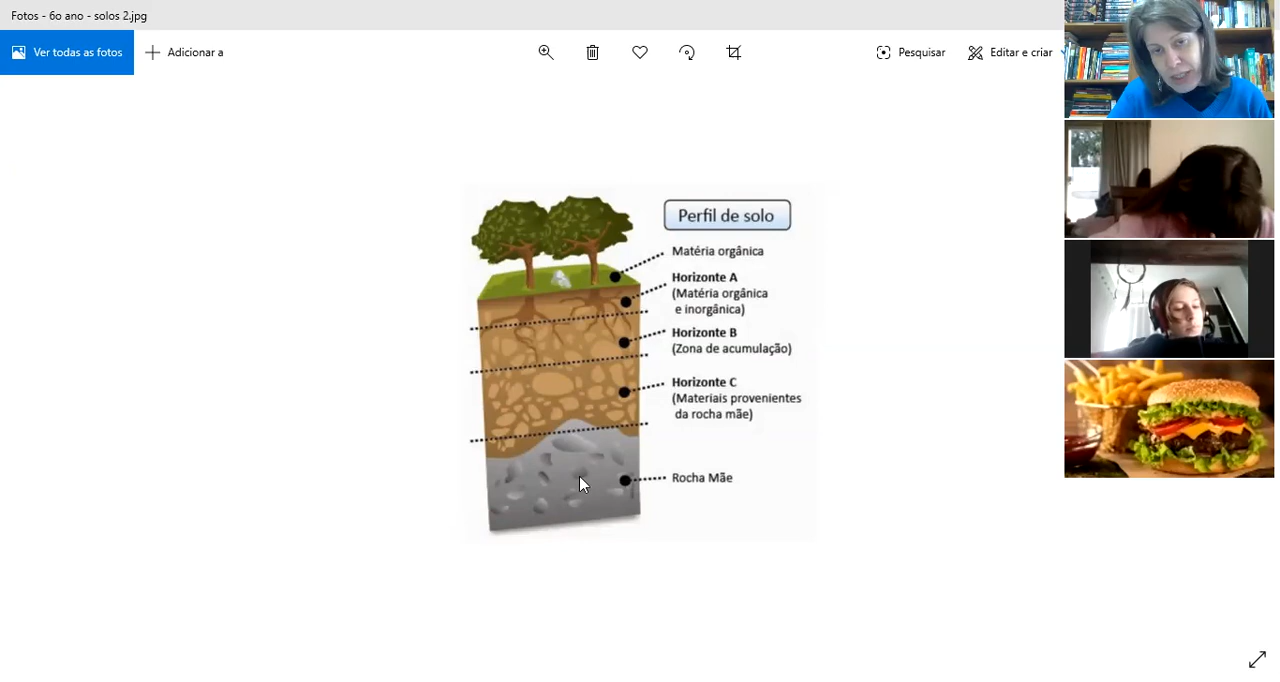 Fotos - 6o ano - solos 2.jpg
Ver todas as fotos
Adicionar a
Pesquisar
Editar e criar
Perfil de solo
Matéria orgânica
Horizonte A
(Matéria orgânica
e inorgânica)
Horizonte B
(Zona de acumulação)
Horizonte C
(Materiais provenientes
da rocha mãe)
Rocha Mãe